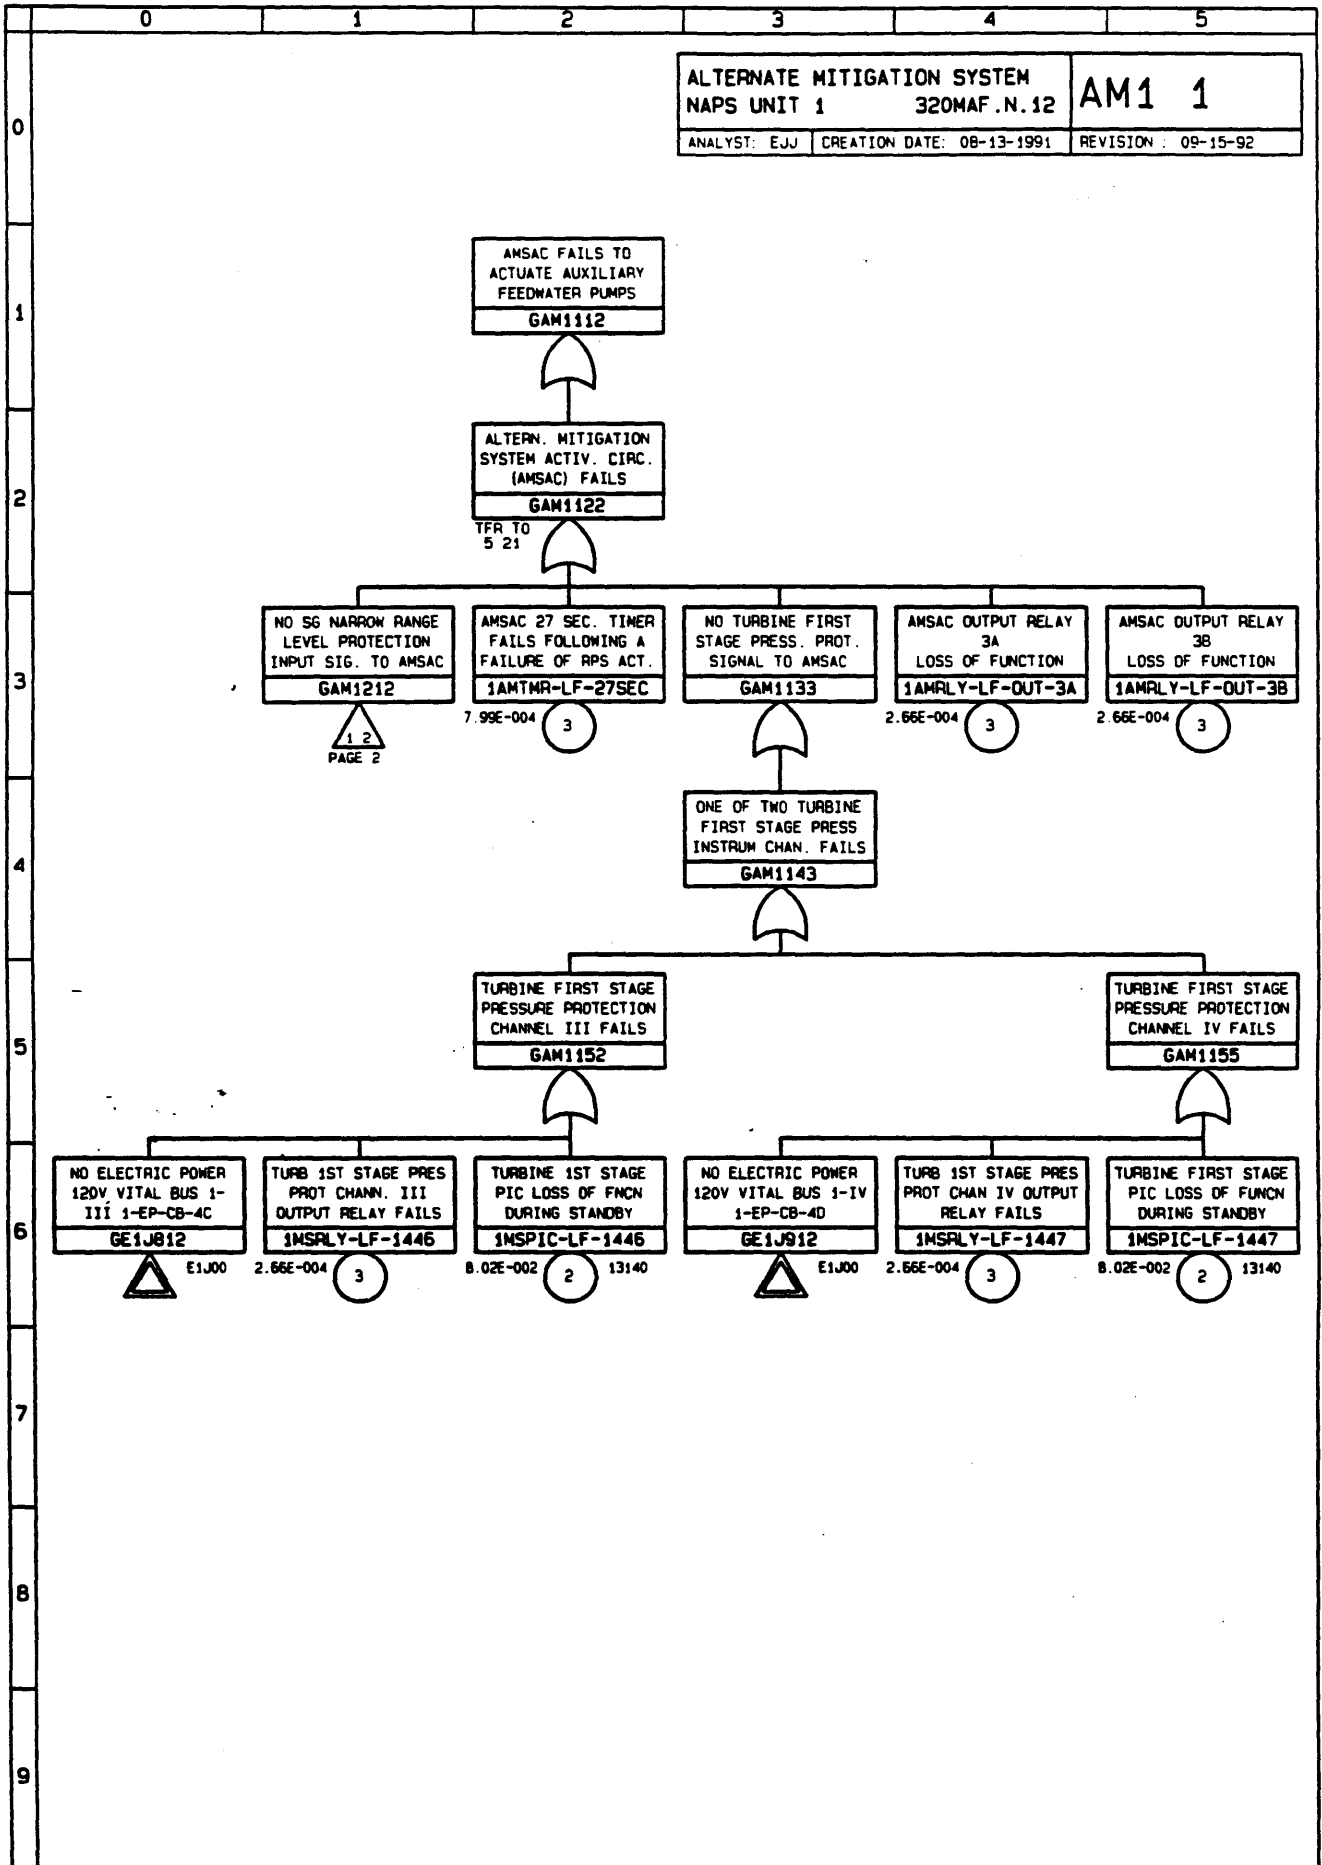 0 1 2 3 4 5
ALTERNATE MITIGATION SYSTEM
NAPS UNIT 1 320MAF.N.12
AM1 1
ANALYST: EJJ CREATION DATE: 08-13-1991 REVISION : 09-15-92
0
AMSAC FAILS TO
ACTUATE AUXILIARY
FEEDWATER PUMPS
GAM1112
1
ALTERN. MITIGATION
SYSTEM ACTIV. CIRC.
(AMSAC) FAILS
GAM1122
2
TFR TO
5 21
NO SG NARROW RANGE
LEVEL PROTECTION
INPUT SIG. TO AMSAC
GAM1212
1 2
PAGE 2
AMSAC 27 SEC. TIMER
FAILS FOLLOWING A
FAILURE OF RPS ACT.
1AMTMR-LF-27SEC
7.99E-004
3
NO TURBINE FIRST
STAGE PRESS. PROT.
SIGNAL TO AMSAC
GAM1133
AMSAC OUTPUT RELAY
3A
LOSS OF FUNCTION
1AMRLY-LF-OUT-3A
2.66E-004
3
AMSAC OUTPUT RELAY
3B
LOSS OF FUNCTION
1AMRLY-LF-OUT-3B
2.66E-004
3
3
ONE OF TWO TURBINE
FIRST STAGE PRESS
INSTRUM CHAN. FAILS
GAM1143
4
TURBINE FIRST STAGE
PRESSURE PROTECTION
CHANNEL III FAILS
GAM1152
TURBINE FIRST STAGE
PRESSURE PROTECTION
CHANNEL IV FAILS
GAM1155
5
NO ELECTRIC POWER
120V VITAL BUS 1-
III 1-EP-CB-4C
GE1J812
E1J00
TURB 1ST STAGE PRES
PROT CHANN. III
OUTPUT RELAY FAILS
1MSRLY-LF-1446
2.66E-004
3
TURBINE 1ST STAGE
PIC LOSS OF FNCN
DURING STANDBY
1MSPIC-LF-1446
8.02E-002
2
13140
NO ELECTRIC POWER
120V VITAL BUS 1-IV
1-EP-CB-4D
GE1J912
E1J00
TURB 1ST STAGE PRES
PROT CHAN IV OUTPUT
RELAY FAILS
1MSRLY-LF-1447
2.66E-004
3
TURBINE FIRST STAGE
PIC LOSS OF FUNCN
DURING STANDBY
1MSPIC-LF-1447
8.02E-002
2
13140
6
7
8
9